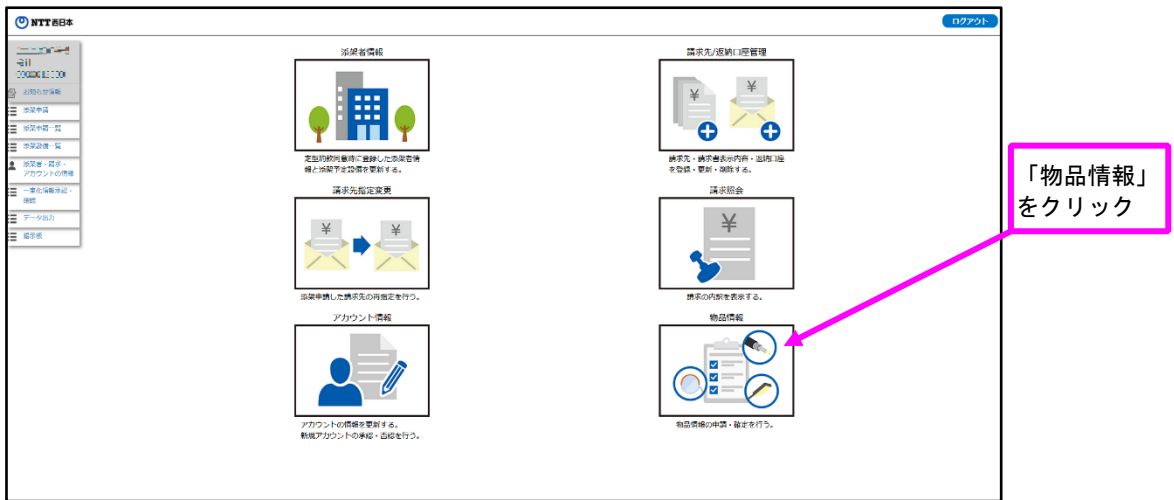 NTT西日本
ログアウト
お知らせ情報
添架申請
添架申請一覧
添架設備一覧
添架者・請求・
アカウントの情報
一束化情報承認・
確認
データ出力
掲示板
添架者情報
定型約款同意時に登録した添架者情
報と添架予定設備を更新する。
請求先/返納口座管理
請求先・請求書表示内容・返納口座
を登録・更新・削除する。
請求先指定変更
添架申請した請求先の再指定を行う。
請求照会
請求の内訳を表示する。
アカウント情報
アカウントの情報を更新する。
新規アカウントの承認・否認を行う。
物品情報
物品情報の申請・確定を行う。
「物品情報」
をクリック